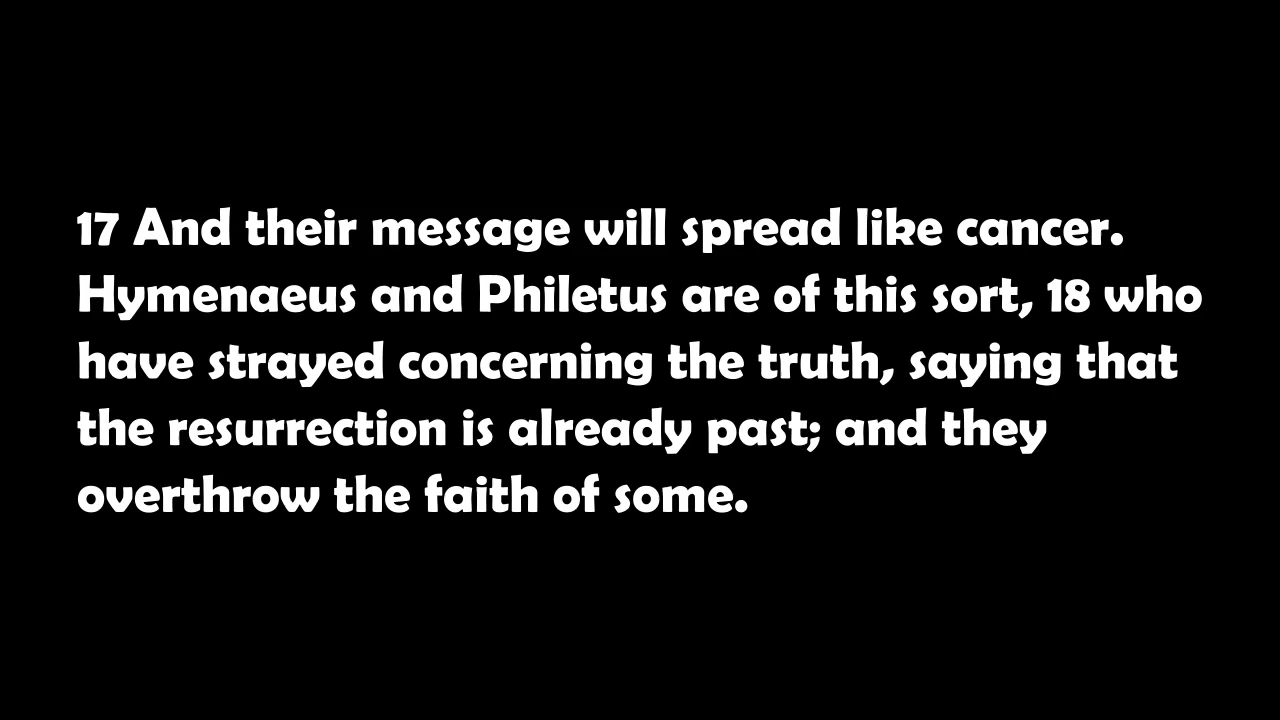 17 And their message will spread like cancer.
Hymenaeus and Philetus are of this sort, 18 who
have strayed concerning the truth, saying that
the resurrection is already past; and they
overthrow the faith of some.